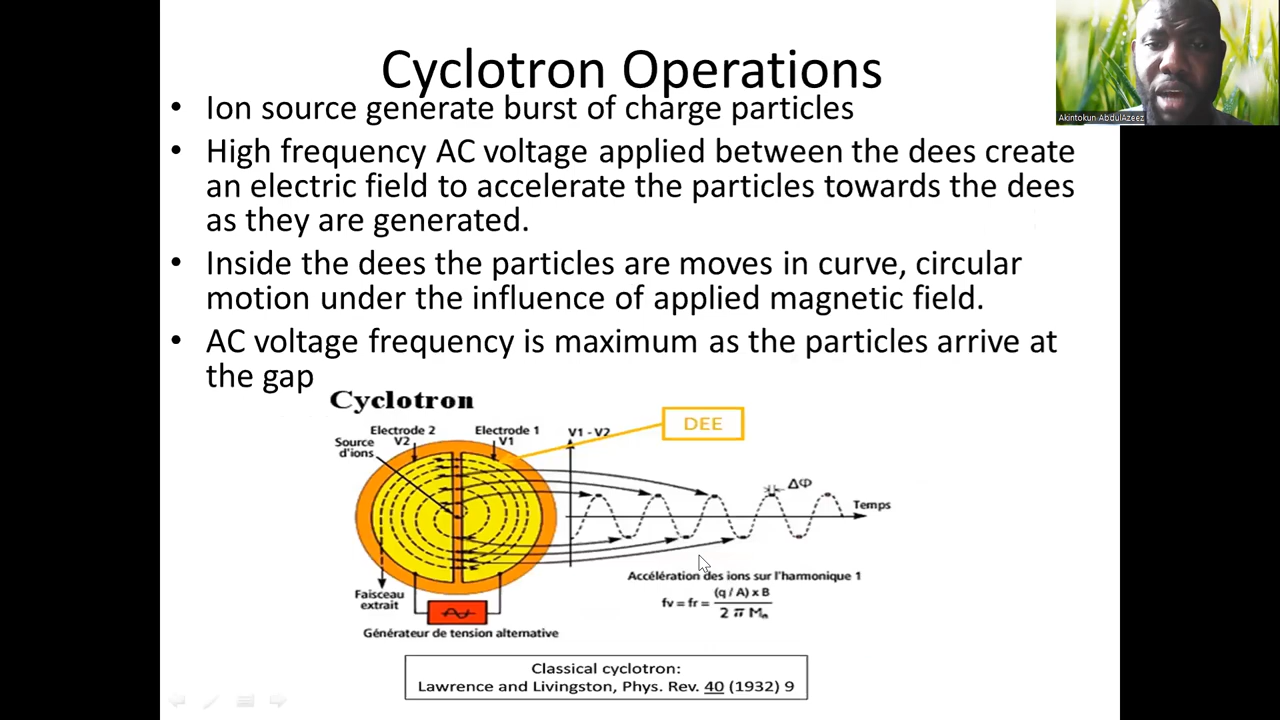 Cyclotron Operations
• Ion source generate burst of charge particles
• High frequency AC voltage applied between the dees create
an electric field to accelerate the particles towards the dees
as they are generated.
• Inside the dees the particles are moves in curve, circular
motion under the influence of applied magnetic field.
• AC voltage frequency is maximum as the particles arrive at
the gap
Akintokun AbdulAzeez
Cyclotron
DEE
Electrode 2
V2
Electrode 1
V1
Source
d'ions
V1 - V2
Δφ
Temps
Faisceau
extrait
Générateur de tension alternative
Accélération des ions sur l'harmonique 1
fv = fr = (q / A) x B
2 π Mn
Classical cyclotron:
Lawrence and Livingston, Phys. Rev. 40 (1932) 9